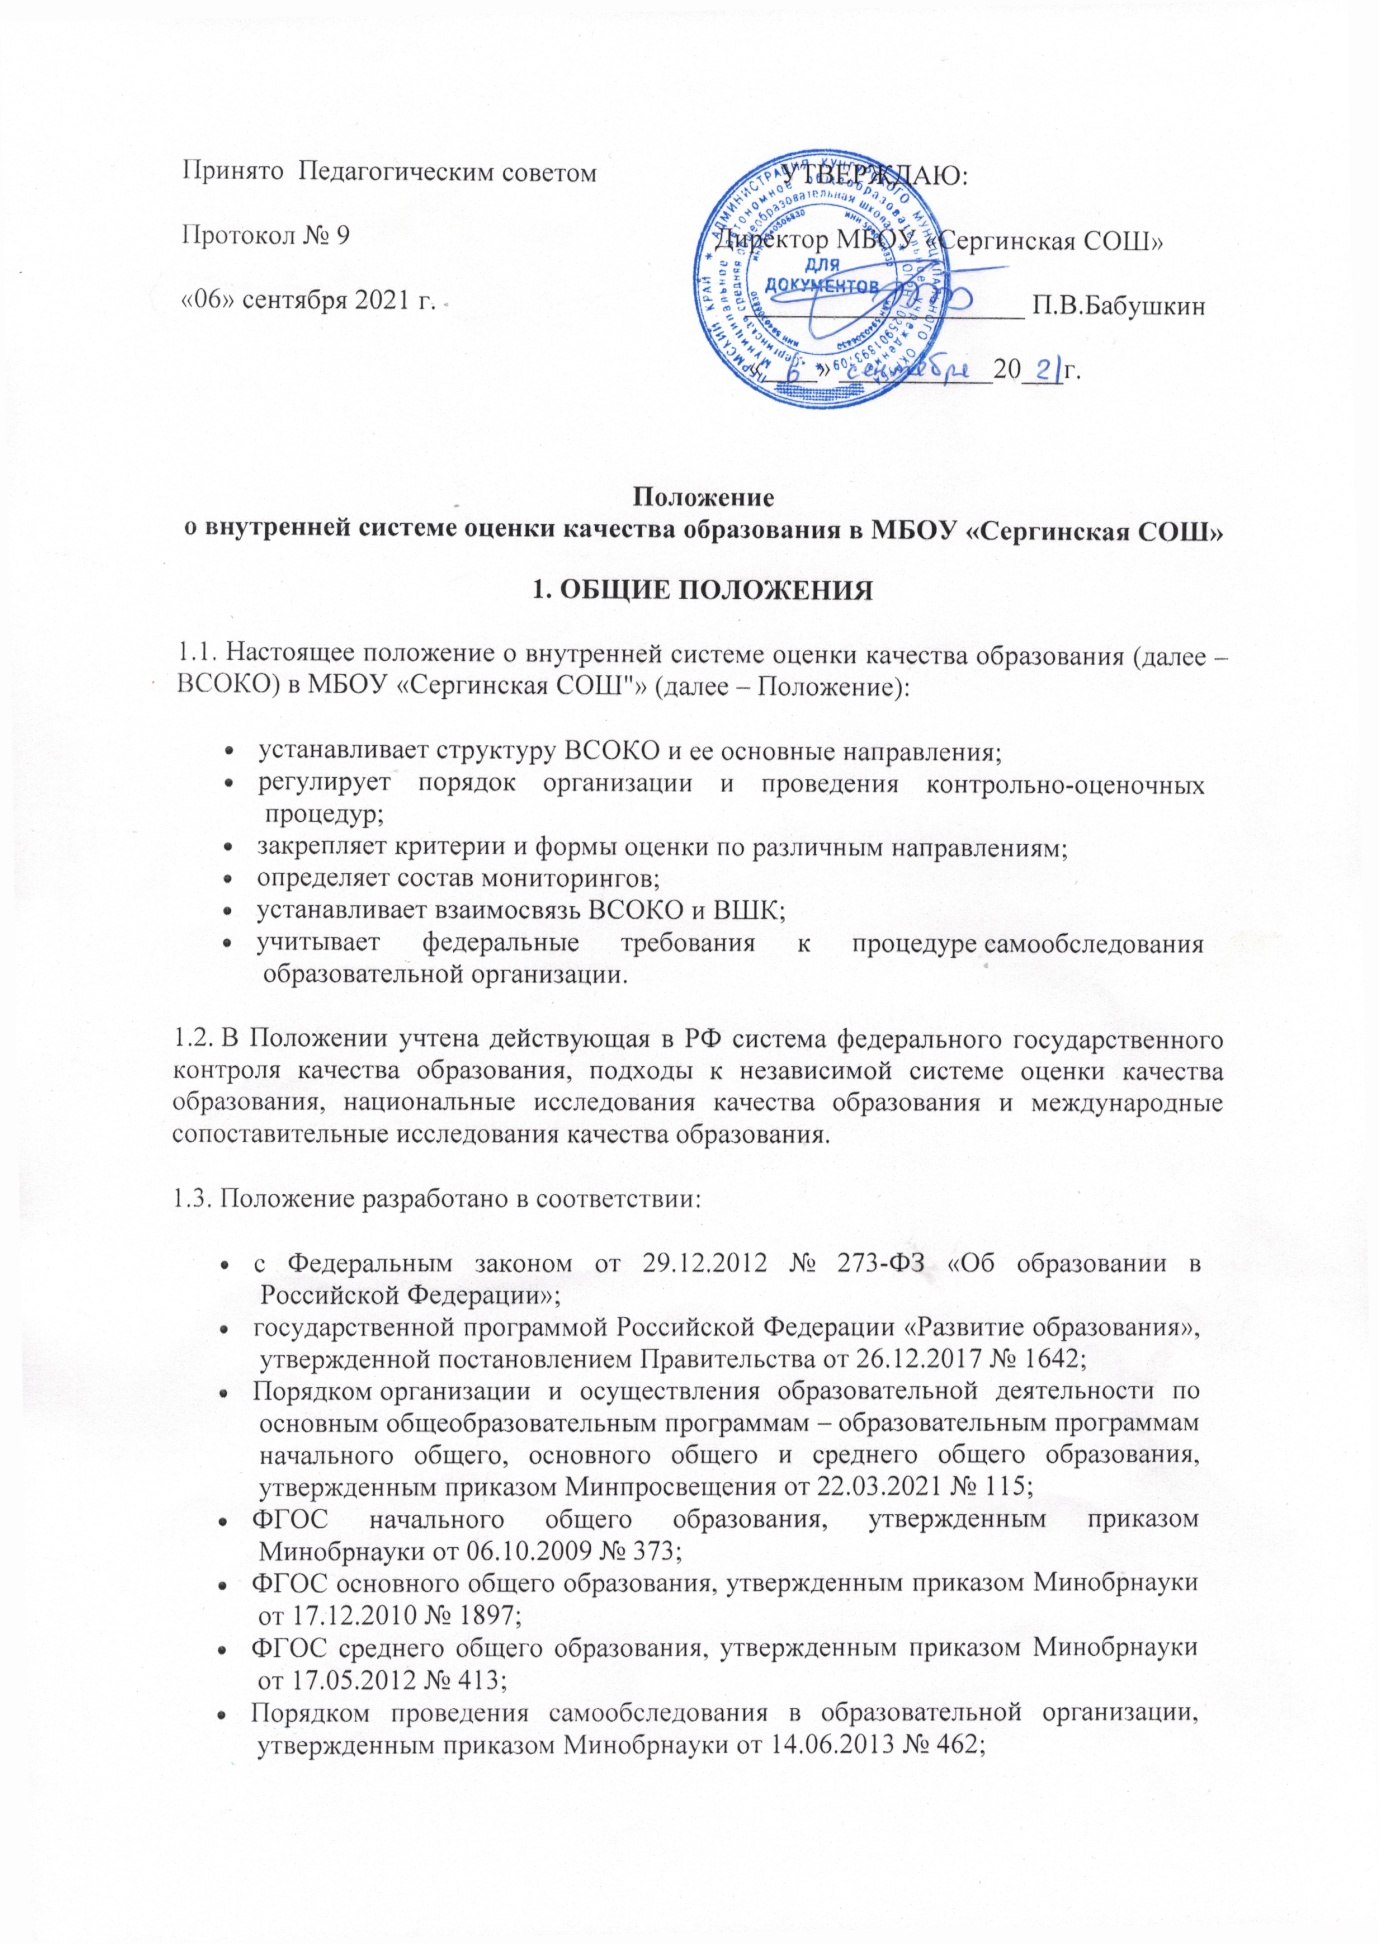 Принято Педагогическим советом
УТВЕРЖДАЮ:
Протокол № 9
Директор МБОУ «Сергинская СОШ»
«06» сентября 2021 г.
П.В.Бабушкин
« 6 » сентября 20 21 г.
ДЛЯ
ДОКУМЕНТОВ
Положение
о внутренней системе оценки качества образования в МБОУ «Сергинская СОШ»
1. ОБЩИЕ ПОЛОЖЕНИЯ
1.1. Настоящее положение о внутренней системе оценки качества образования (далее –
ВСОКО) в МБОУ «Сергинская СОШ"» (далее – Положение):
• устанавливает структуру ВСОКО и ее основные направления;
• регулирует порядок организации и проведения контрольно-оценочных
процедур;
• закрепляет критерии и формы оценки по различным направлениям;
• определяет состав мониторингов;
• устанавливает взаимосвязь ВСОКО и ВШК;
• учитывает федеральные требования к процедуре самообследования
образовательной организации.
1.2. В Положении учтена действующая в РФ система федерального государственного
контроля качества образования, подходы к независимой системе оценки качества
образования, национальные исследования качества образования и международные
сопоставительные исследования качества образования.
1.3. Положение разработано в соответствии:
• с Федеральным законом от 29.12.2012 № 273-ФЗ «Об образовании в
Российской Федерации»;
• государственной программой Российской Федерации «Развитие образования»,
утвержденной постановлением Правительства от 26.12.2017 № 1642;
• Порядком организации и осуществления образовательной деятельности по
основным общеобразовательным программам – образовательным программам
начального общего, основного общего и среднего общего образования,
утвержденным приказом Минпросвещения от 22.03.2021 № 115;
• ФГОС начального общего образования, утвержденным приказом
Минобрнауки от 06.10.2009 № 373;
• ФГОС основного общего образования, утвержденным приказом Минобрнауки
от 17.12.2010 № 1897;
• ФГОС среднего общего образования, утвержденным приказом Минобрнауки
от 17.05.2012 № 413;
• Порядком проведения самообследования в образовательной организации,
утвержденным приказом Минобрнауки от 14.06.2013 № 462;